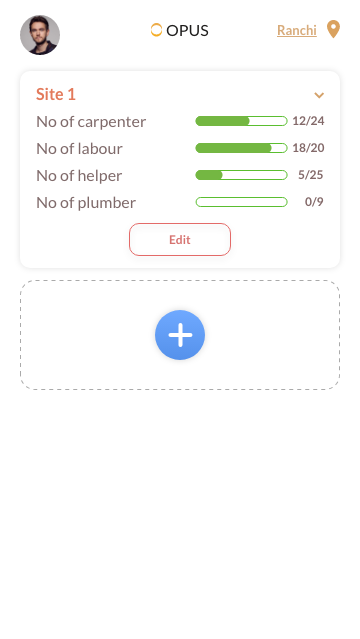 OPUS
Ranchi
Site 1
No of carpenter 12/24
No of labour 18/20
No of helper 5/25
No of plumber 0/9
Edit